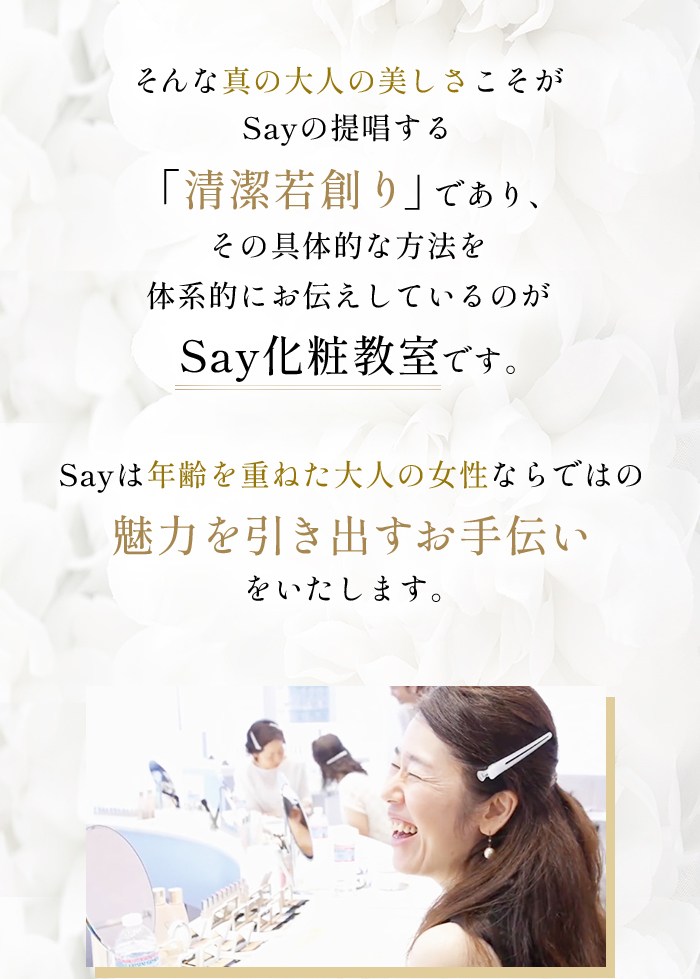 そんな真の大人の美しさこそが
Sayの提唱する
「清潔若創り」であり、
その具体的な方法を
体系的にお伝えしているのが
Say化粧教室です。
Sayは年齢を重ねた大人の女性ならではの
魅力を引き出すお手伝い
をいたします。